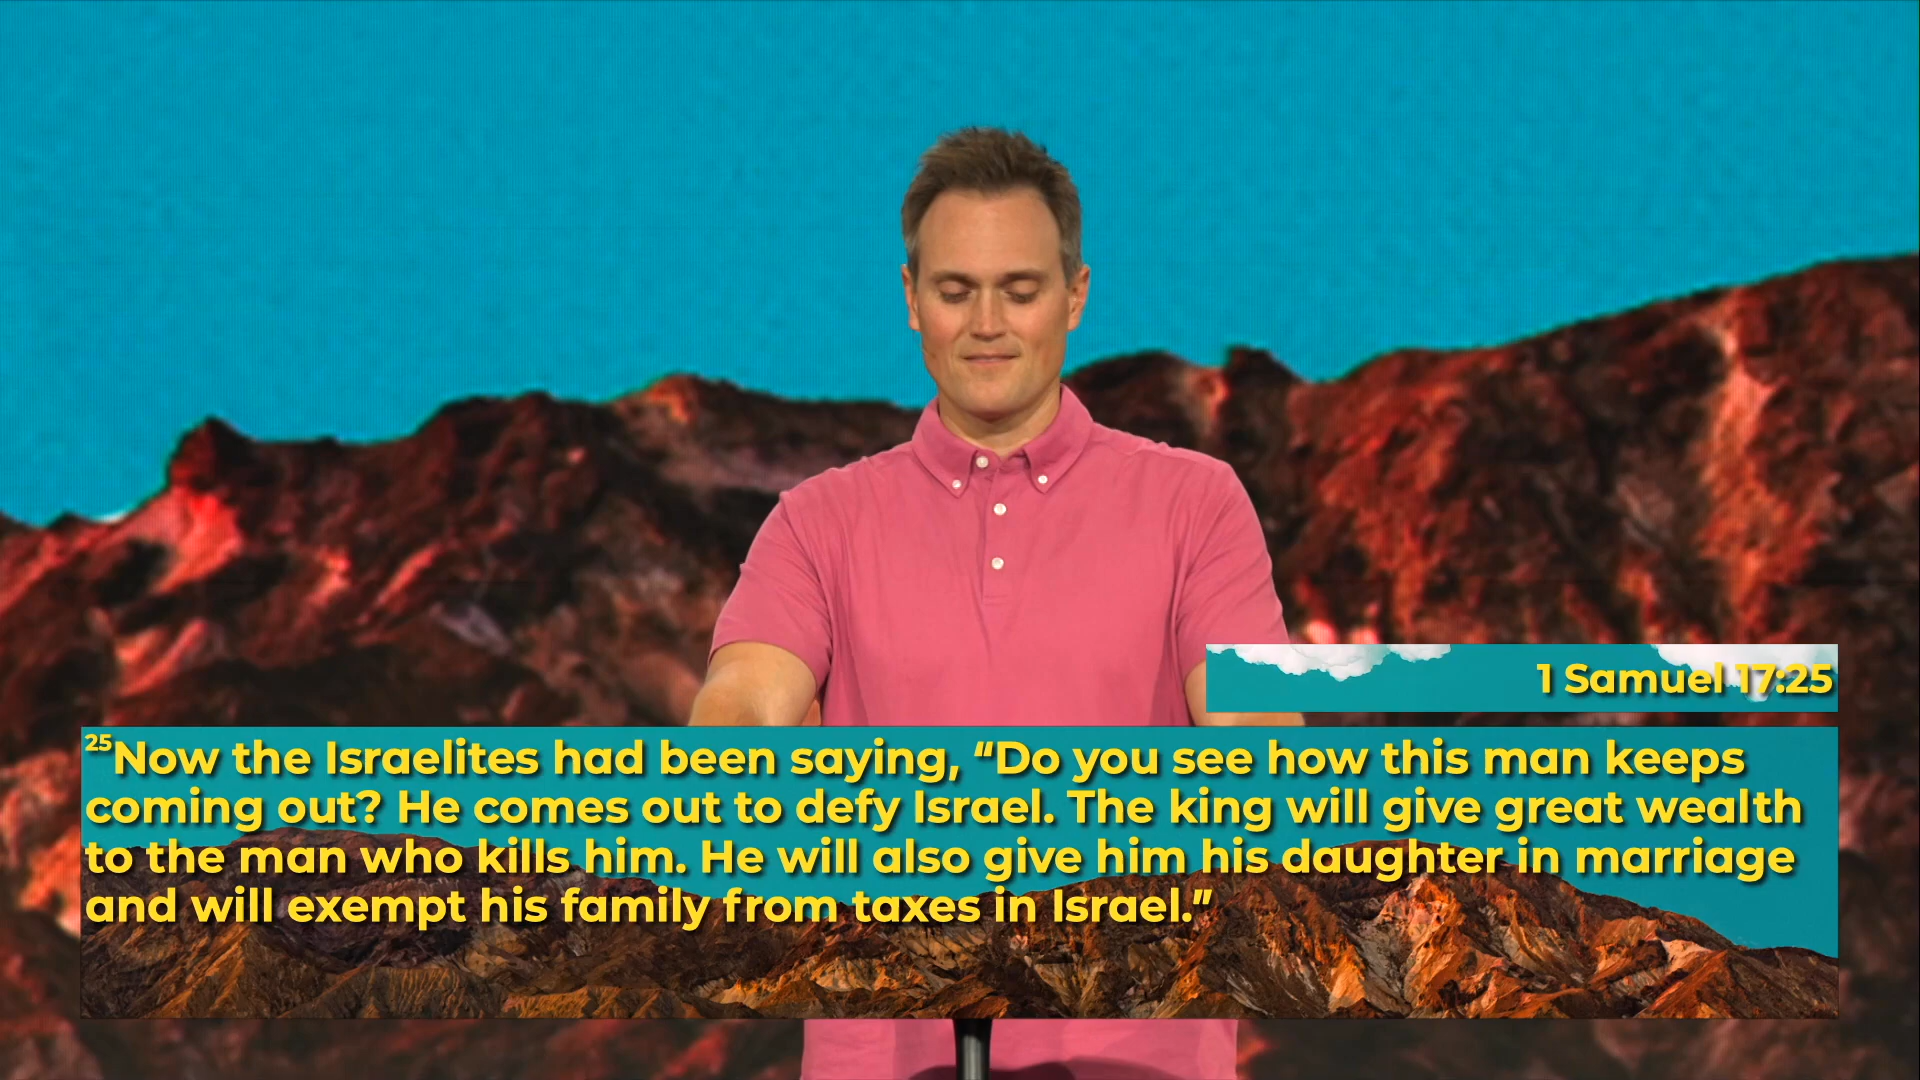 1 Samuel 17:25
25Now the Israelites had been saying, “Do you see how this man keeps
coming out? He comes out to defy Israel. The king will give great wealth
to the man who kills him. He will also give him his daughter in marriage
and will exempt his family from taxes in Israel.”